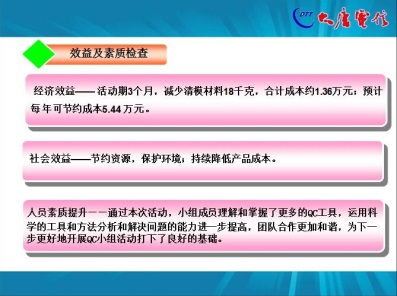 DTT 大唐电信
效益及素质检查
经济效益——活动期3个月，减少清模材料18千克，合计成本约1.36万元；预计
每年可节约成本5.44 万元。
社会效益——节约资源，保护环境；持续降低产品成本。
人员素质提升－－通过本次活动，小组成员理解和掌握了更多的QC工具，运用科
学的工具和方法分析和解决问题的能力进一步提高，团队合作更加和谐，为下一
步更好地开展QC小组活动打下了良好的基础。